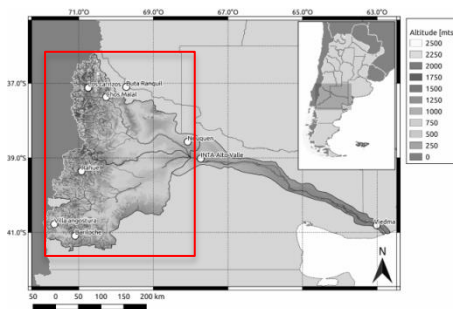 71.0°W 69.0°W 67.0°W 65.0°W 63.0°W
Altitude [mts]
2500
2250
2000
1750
1500
1250
1000
750
500
250
0
37.0°S
39.0°S
41.0°S
Buta Ranquil
Chos Malal
Neuquen
INTA Alto Valle
Viedma
Villa angostura
Bariloche
N
50 0 50 100 150 200 km